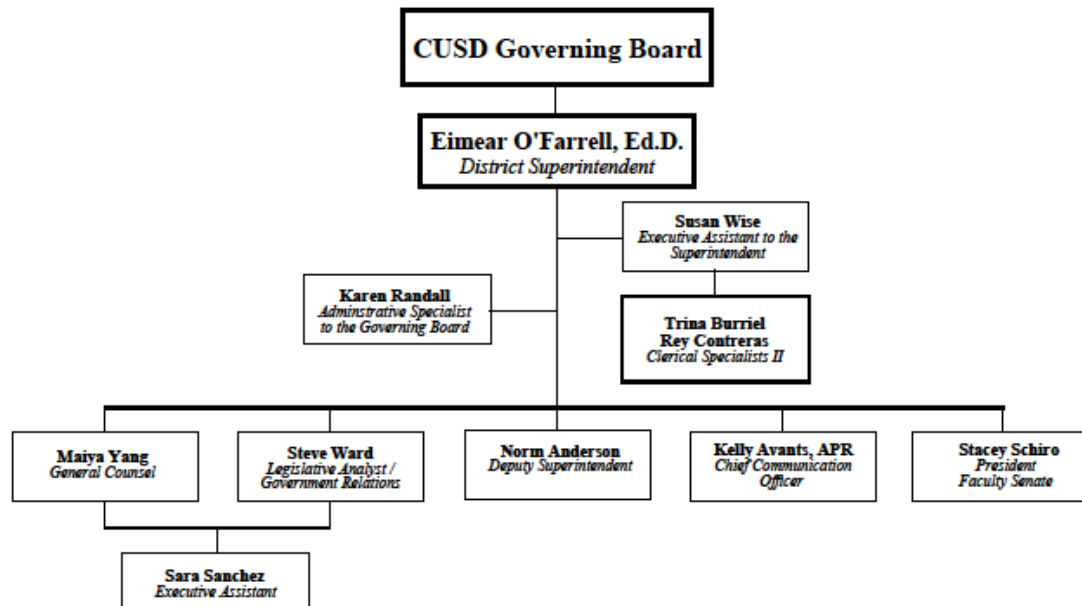 CUSD Governing Board
Eimear O'Farrell, Ed.D.
District Superintendent
Susan Wise
Executive Assistant to the
Superintendent
Karen Randall
Adminstrative Specialist
to the Governing Board
Trina Burriel
Rey Contreras
Clerical Specialists II
Maiya Yang
General Counsel
Steve Ward
Legislative Analyst /
Government Relations
Norm Anderson
Deputy Superintendent
Kelly Avants, APR
Chief Communication
Officer
Stacey Schiro
President
Faculty Senate
Sara Sanchez
Executive Assistant